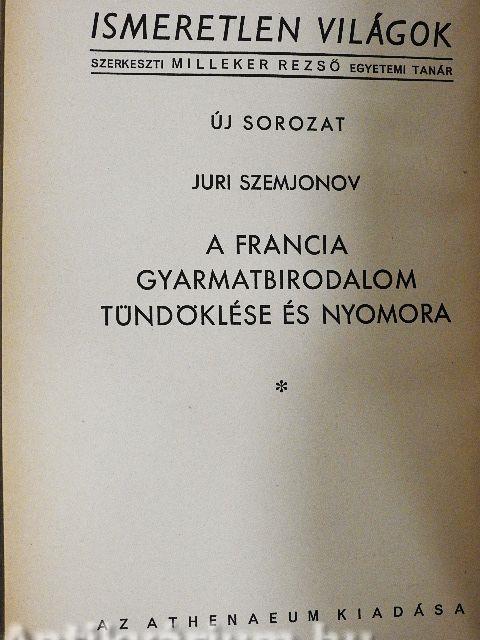 ISMERETLEN VILÁGOK
SZERKESZTI MILLEKER REZSŐ EGYETEMI TANÁR
ÚJ SOROZAT
JURI SZEMJONOV
A FRANCIA
GYARMATBIRODALOM
TÜNDÖKLÉSE ÉS NYOMORA
*
AZ ATHENAEUM KIADÁSA